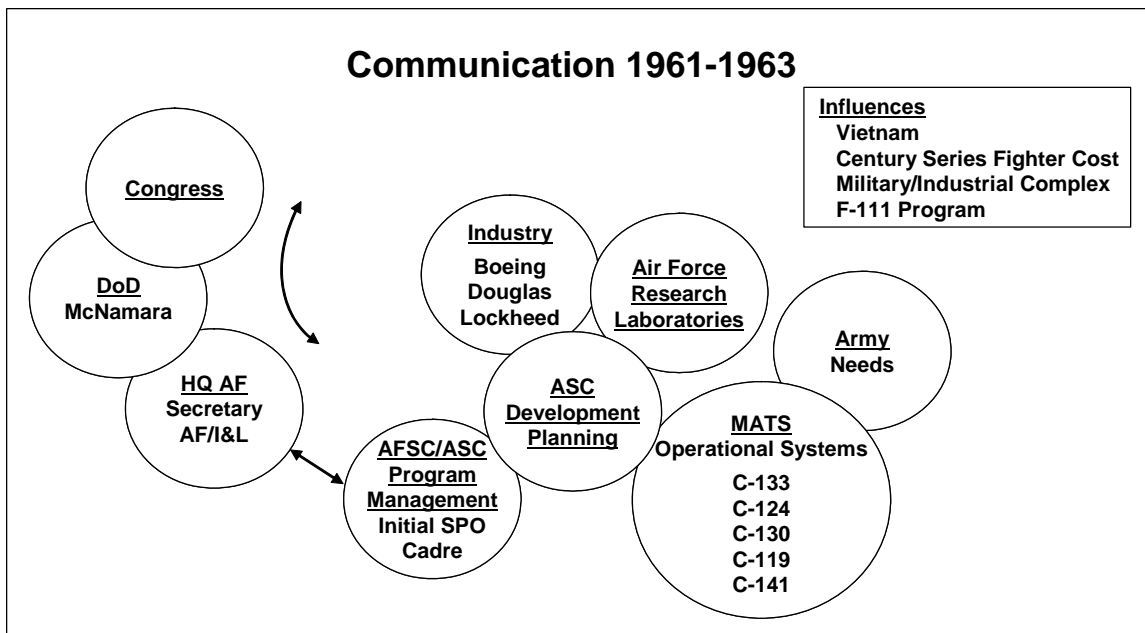 Communication 1961-1963
Influences
Vietnam
Century Series Fighter Cost
Military/Industrial Complex
F-111 Program
Congress
DoD
McNamara
HQ AF
Secretary
AF/I&L
AFSC/ASC
Program
Management
Initial SPO
Cadre
Industry
Boeing
Douglas
Lockheed
Air Force
Research
Laboratories
ASC
Development
Planning
Army
Needs
MATS
Operational Systems
C-133
C-124
C-130
C-119
C-141